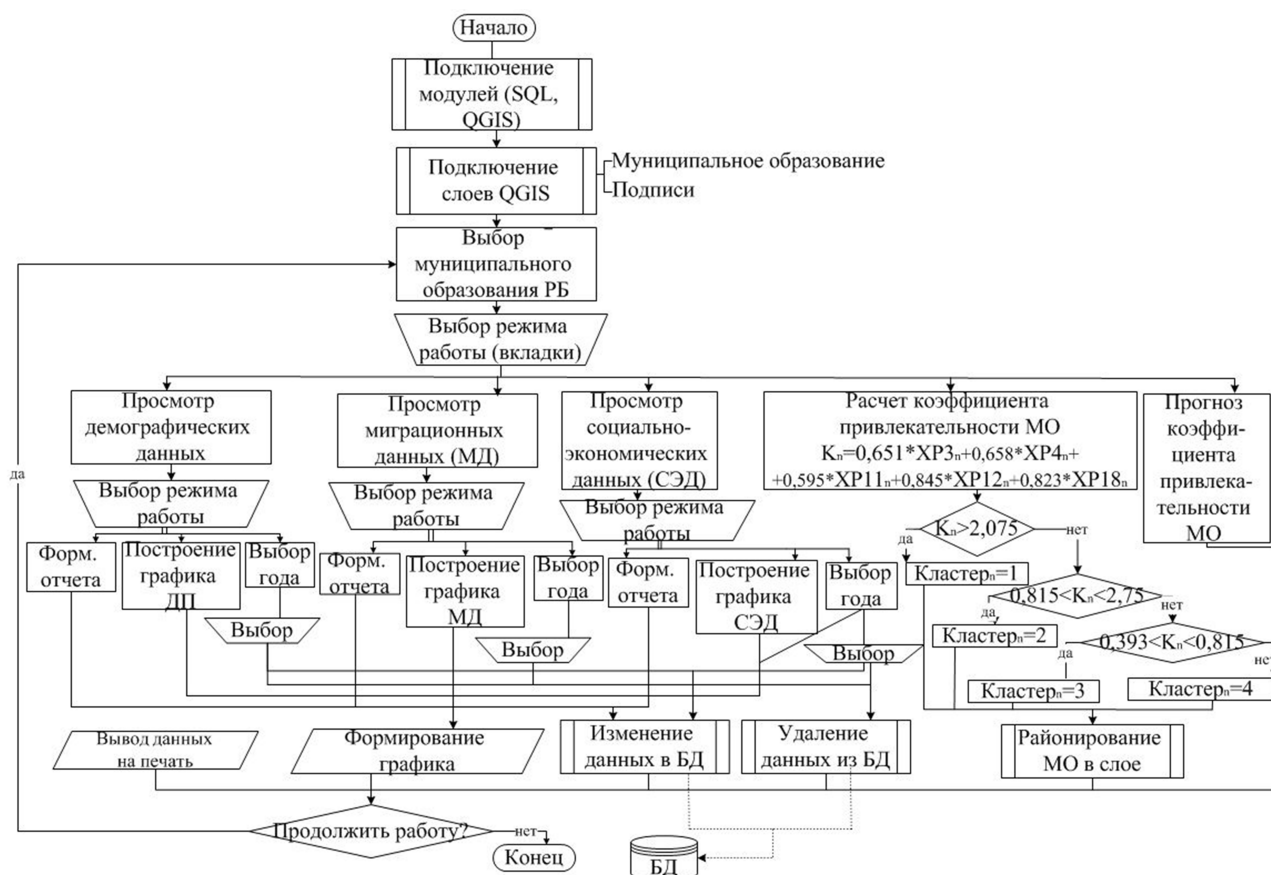 Начало
Подключение
модулей (SQL,
QGIS)
Подключение
слоев QGIS
Муниципальное образование
Подписи
Выбор
муниципального
образования РБ
Выбор режима
работы (вкладки)
Просмотр
демографических
данных
Просмотр
миграционных
данных (МД)
Просмотр
социально-
экономических
данных (СЭД)
Расчет коэффициента
привлекательности МО
Kₙ=0,651*XP3ₙ+0,658*XP4ₙ+
+0,595*XP11ₙ+0,845*XP12ₙ+0,823*XP18ₙ
Прогноз
коэффи-
циента
привлека-
тельности
МО
да
Выбор режима
работы
Выбор режима
работы
Выбор режима
работы
Kₙ>2,075
да
нет
Форм.
отчета
Построение
графика
ДП
Выбор
года
Форм.
отчета
Построение
графика
МД
Выбор
года
Форм.
отчета
Построение
графика
СЭД
Выбор
года
Кластерₙ=1
0,815<Kₙ<2,75
да
нет
Выбор
Выбор
Выбор
Кластерₙ=2
0,393<Kₙ<0,815
да
нет
Кластерₙ=3
Кластерₙ=4
Вывод данных
на печать
Формирование
графика
Изменение
данных в БД
Удаление
данных из БД
Районирование
МО в слое
Продолжить работу?
нет
Конец
БД